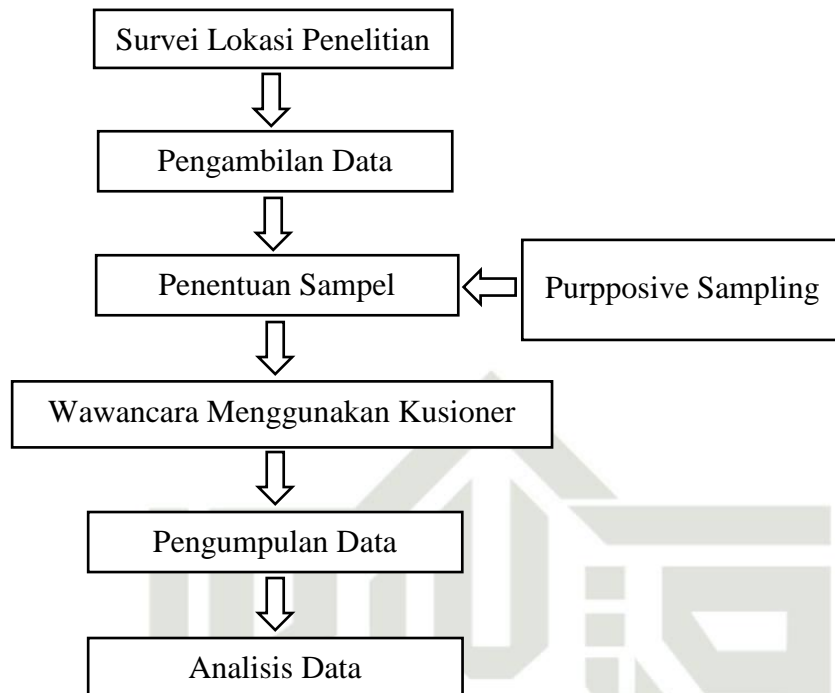 Survei Lokasi Penelitian
Pengambilan Data
Penentuan Sampel
Purpposive Sampling
Wawancara Menggunakan Kusioner
Pengumpulan Data
Analisis Data